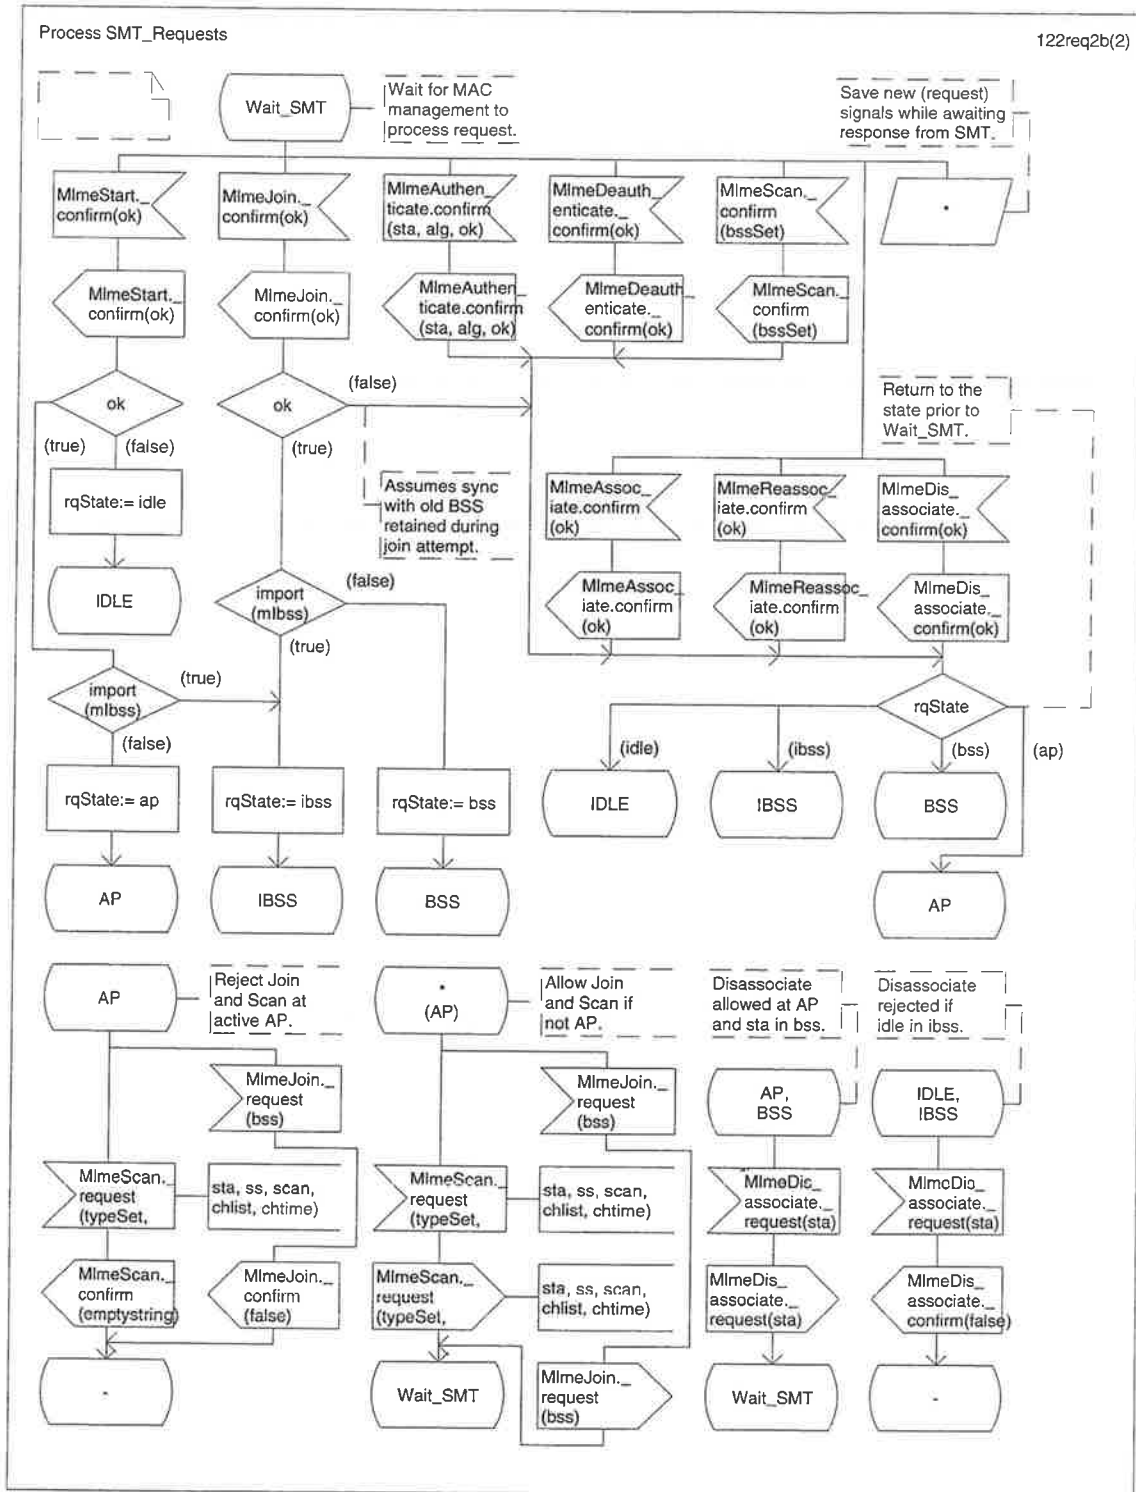 Process SMT_Requests
122req2b(2)
Wait_SMT
Wait for MAC
management to
process request.
Save new (request)
signals while awaiting
response from SMT.
MlmeStart._
confirm(ok)
MlmeJoin._
confirm(ok)
MlmeAuthen_
ticate.confirm
(sta, alg, ok)
MlmeDeauth_
enticate._
confirm(ok)
MlmeScan._
confirm
(bssSet)
*
MlmeStart._
confirm(ok)
MlmeJoin._
confirm(ok)
MlmeAuthen_
ticate.confirm
(sta, alg, ok)
MlmeDeauth_
enticate._
confirm(ok)
MlmeScan._
confirm
(bssSet)
ok
(true)
(false)
ok
(false)
(true)
Return to the
state prior to
Wait_SMT.
rqState:= idle
IDLE
Assumes sync
with old BSS
retained during
join attempt.
MlmeAssoc_
iate.confirm
(ok)
MlmeReassoc_
iate.confirm
(ok)
MlmeDis_
associate._
confirm(ok)
MlmeAssoc_
iate.confirm
(ok)
MlmeReassoc_
iate.confirm
(ok)
MlmeDis_
associate._
confirm(ok)
import
(mIbss)
(false)
(true)
import
(mIbss)
(true)
(false)
rqState
(idle)
(ibss)
(bss)
(ap)
rqState:= ap
rqState:= ibss
rqState:= bss
IDLE
IBSS
BSS
AP
IBSS
BSS
AP
AP
Reject Join
and Scan at
active AP.
*
(AP)
Allow Join
and Scan if
not AP.
Disassociate
allowed at AP
and sta in bss.
Disassociate
rejected if
idle in ibss.
MlmeJoin._
request
(bss)
MlmeJoin._
request
(bss)
AP,
BSS
IDLE,
IBSS
MlmeScan._
request
(typeSet,
sta, ss, scan,
chlist, chtime)
MlmeScan._
request
(typeSet,
sta, ss, scan,
chlist, chtime)
MlmeDis_
associate._
request(sta)
MlmeDis_
associate._
request(sta)
MlmeScan._
confirm
(emptystring)
MlmeJoin._
confirm
(false)
MlmeScan._
request
(typeSet,
sta, ss, scan,
chlist, chtime)
MlmeDis_
associate._
request(sta)
MlmeDis_
associate._
confirm(false)
-
Wait_SMT
MlmeJoin._
request
(bss)
Wait_SMT
-